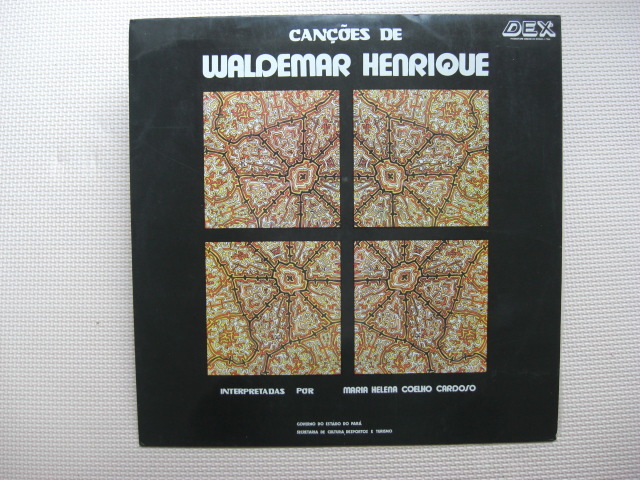 CANÇÕES DE
DEX
WALDEMAR HENRIQUE
INTERPRETADAS POR MARIA HELENA COELHO CARDOSO
GOVERNO DO ESTADO DO PARÁ
SECRETARIA DE CULTURA, DESPORTOS E TURISMO